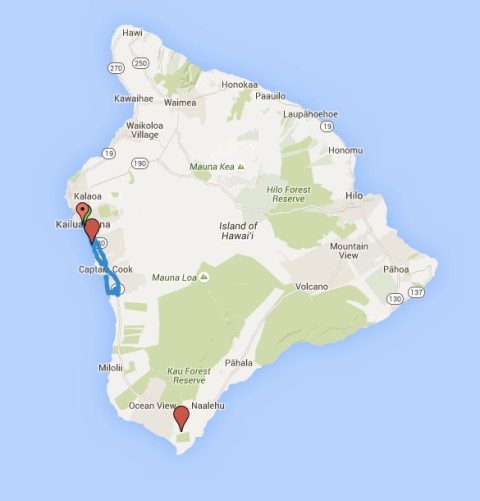 Hawi
270
250
Honokaa
Kawaihae
Waimea
Paauilo
Laupāhoehoe
Waikoloa
Village
19
19
Honomu
190
Mauna Kea
Kalaoa
Hilo Forest
Reserve
Hilo
Kailua
na
Island of
Hawai'i
Mountain
View
Captain Cook
Mauna Loa
Pāhoa
Volcano
137
130
Pāhala
Milolii
Kau Forest
Reserve
Ocean View
Naalehu